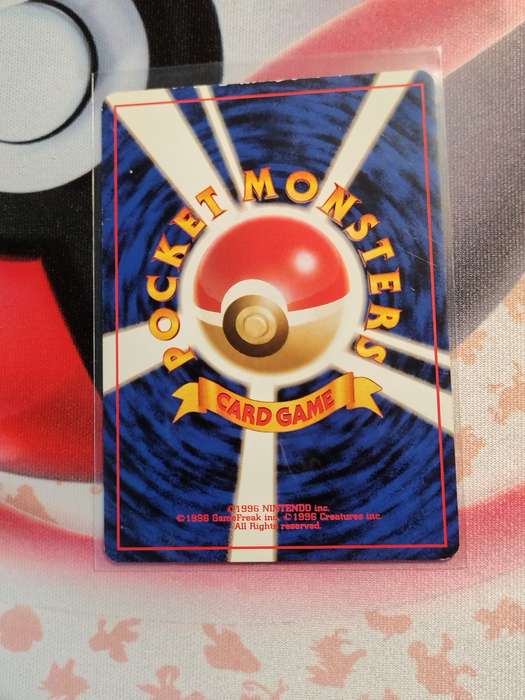 POCKET MONSTERS
CARD GAME
©1996 NINTENDO inc.
©1996 GameFreak inc. ©1996 Creatures inc.
All Rights reserved.